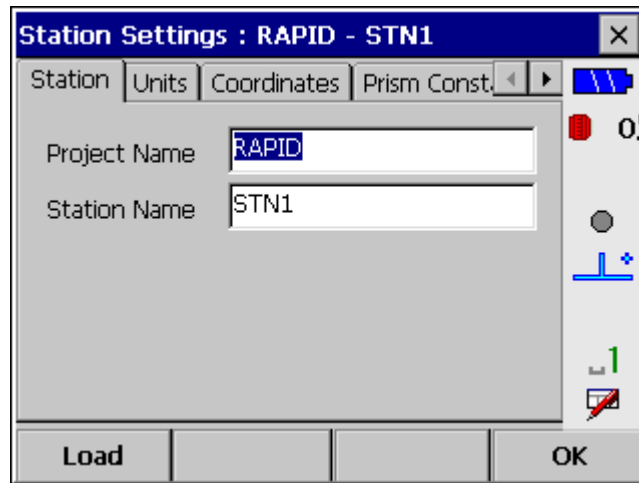 Station Settings : RAPID - STN1
Station Units Coordinates Prism Const.
Project Name RAPID
Station Name STN1
1
Load OK